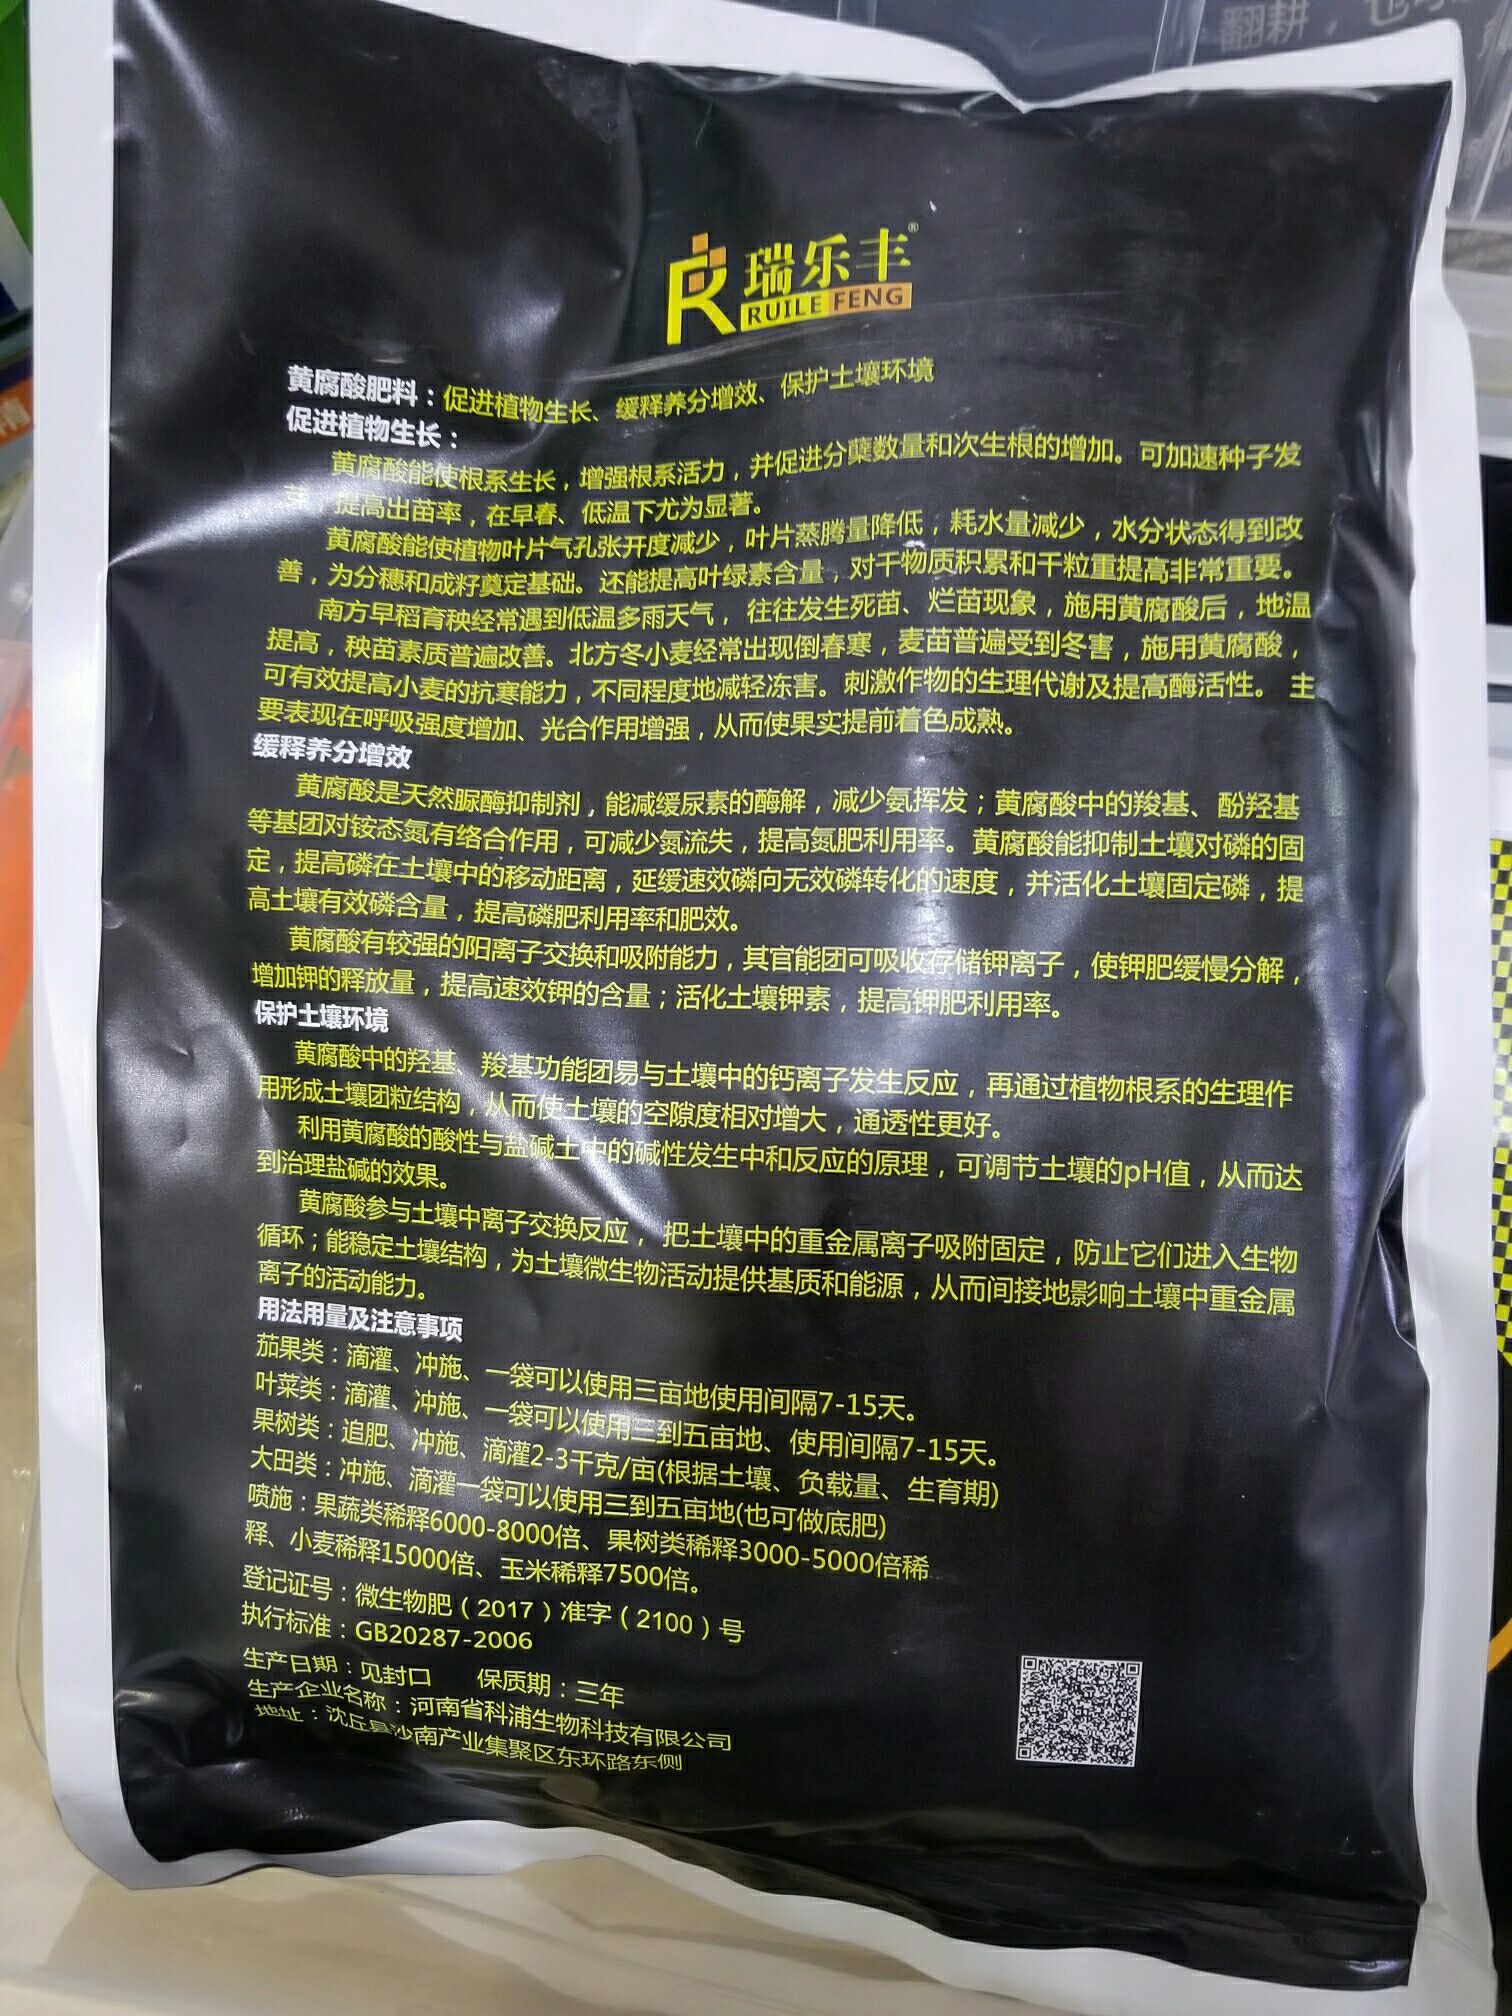 翻耕，也可
瑞乐丰®
RUILE FENG
黄腐酸肥料：促进植物生长、缓释养分增效、保护土壤环境
促进植物生长：
黄腐酸能使根系生长，增强根系活力，并促进分蘖数量和次生根的增加。可加速种子发
提高出苗率，在早春、低温下尤为显著。
黄腐酸能使植物叶片气孔张开度减少，叶片蒸腾量降低，耗水量减少，水分状态得到改
善，为分穗和成籽奠定基础。还能提高叶绿素含量，对干物质积累和千粒重提高非常重要。
南方早稻育秧经常遇到低温多雨天气，往往发生死苗、烂苗现象，施用黄腐酸后，地温
提高，秧苗素质普遍改善。北方冬小麦经常出现倒春寒，麦苗普遍受到冬害，施用黄腐酸，
可有效提高小麦的抗寒能力，不同程度地减轻冻害。刺激作物的生理代谢及提高酶活性。 主
要表现在呼吸强度增加、光合作用增强，从而使果实提前着色成熟。
缓释养分增效
黄腐酸是天然脲酶抑制剂，能减缓尿素的酶解，减少氨挥发；黄腐酸中的羧基、酚羟基
等基团对铵态氮有络合作用，可减少氮流失，提高氮肥利用率。黄腐酸能抑制土壤对磷的固
定，提高磷在土壤中的移动距离，延缓速效磷向无效磷转化的速度，并活化土壤固定磷，提
高土壤有效磷含量，提高磷肥利用率和肥效。
黄腐酸有较强的阳离子交换和吸附能力，其官能团可吸收存储钾离子，使钾肥缓慢分解，
增加钾的释放量，提高速效钾的含量；活化土壤钾素，提高钾肥利用率。
保护土壤环境
黄腐酸中的羟基、羧基功能团易与土壤中的钙离子发生反应，再通过植物根系的生理作
用形成土壤团粒结构，从而使土壤的空隙度相对增大，通透性更好。
利用黄腐酸的酸性与盐碱土中的碱性发生中和反应的原理，可调节土壤的pH值，从而达
到治理盐碱的效果。
黄腐酸参与土壤中离子交换反应， 把土壤中的重金属离子吸附固定，防止它们进入生物
循环；能稳定土壤结构，为土壤微生物活动提供基质和能源，从而间接地影响土壤中重金属
离子的活动能力。
用法用量及注意事项
茄果类：滴灌、冲施、一袋可以使用三亩地使用间隔7-15天。
叶菜类：滴灌、冲施、一袋可以使用三到五亩地、使用间隔7-15天。
果树类：追肥、冲施、滴灌2-3千克/亩(根据土壤、负载量、生育期)
大田类：冲施、滴灌一袋可以使用三到五亩地(也可做底肥)
喷施：果蔬类稀释6000-8000倍、果树类稀释3000-5000倍稀
释、小麦稀释15000倍、玉米稀释7500倍。
登记证号：微生物肥（2017）准字（2100）号
执行标准：GB20287-2006
生产日期：见封口 保质期：三年
生产企业名称：河南省科浦生物科技有限公司
地址：沈丘县沙南产业集聚区东环路东侧